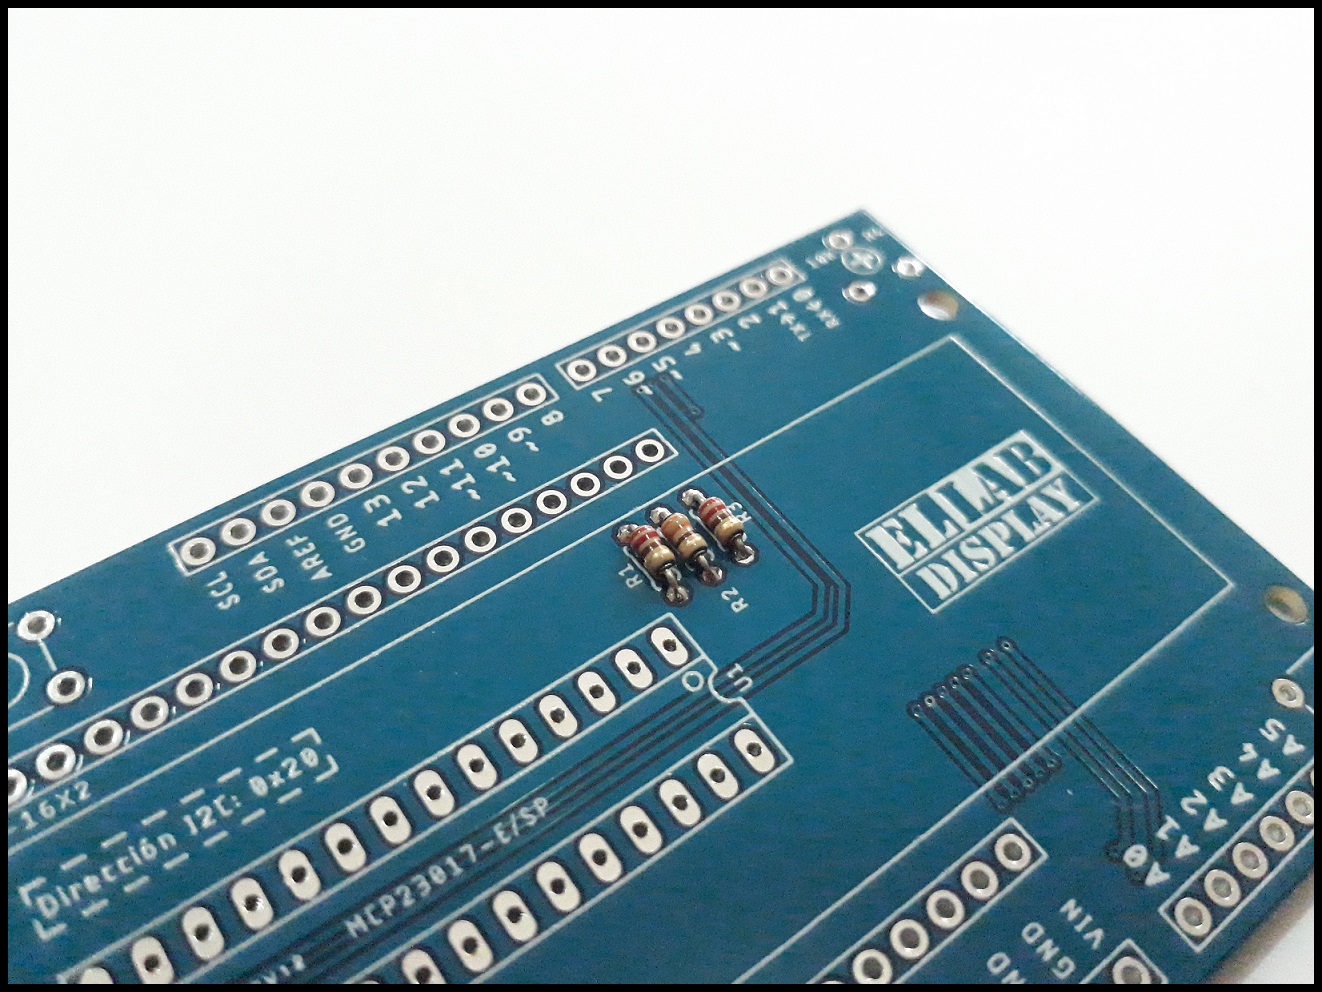 RX←0
TX→1
2
~3
4
~5
~6
7
8
~9
~10
~11
12
13
GND
AREF
SDA
SCL
ELLAB
DISPLAY
R1
R2
R3
U1
-16X2
Dirección I2C: 0x20
MCP23017-E/SP
A5
A4
A3
A2
A1
A0
VIN
GND
ND